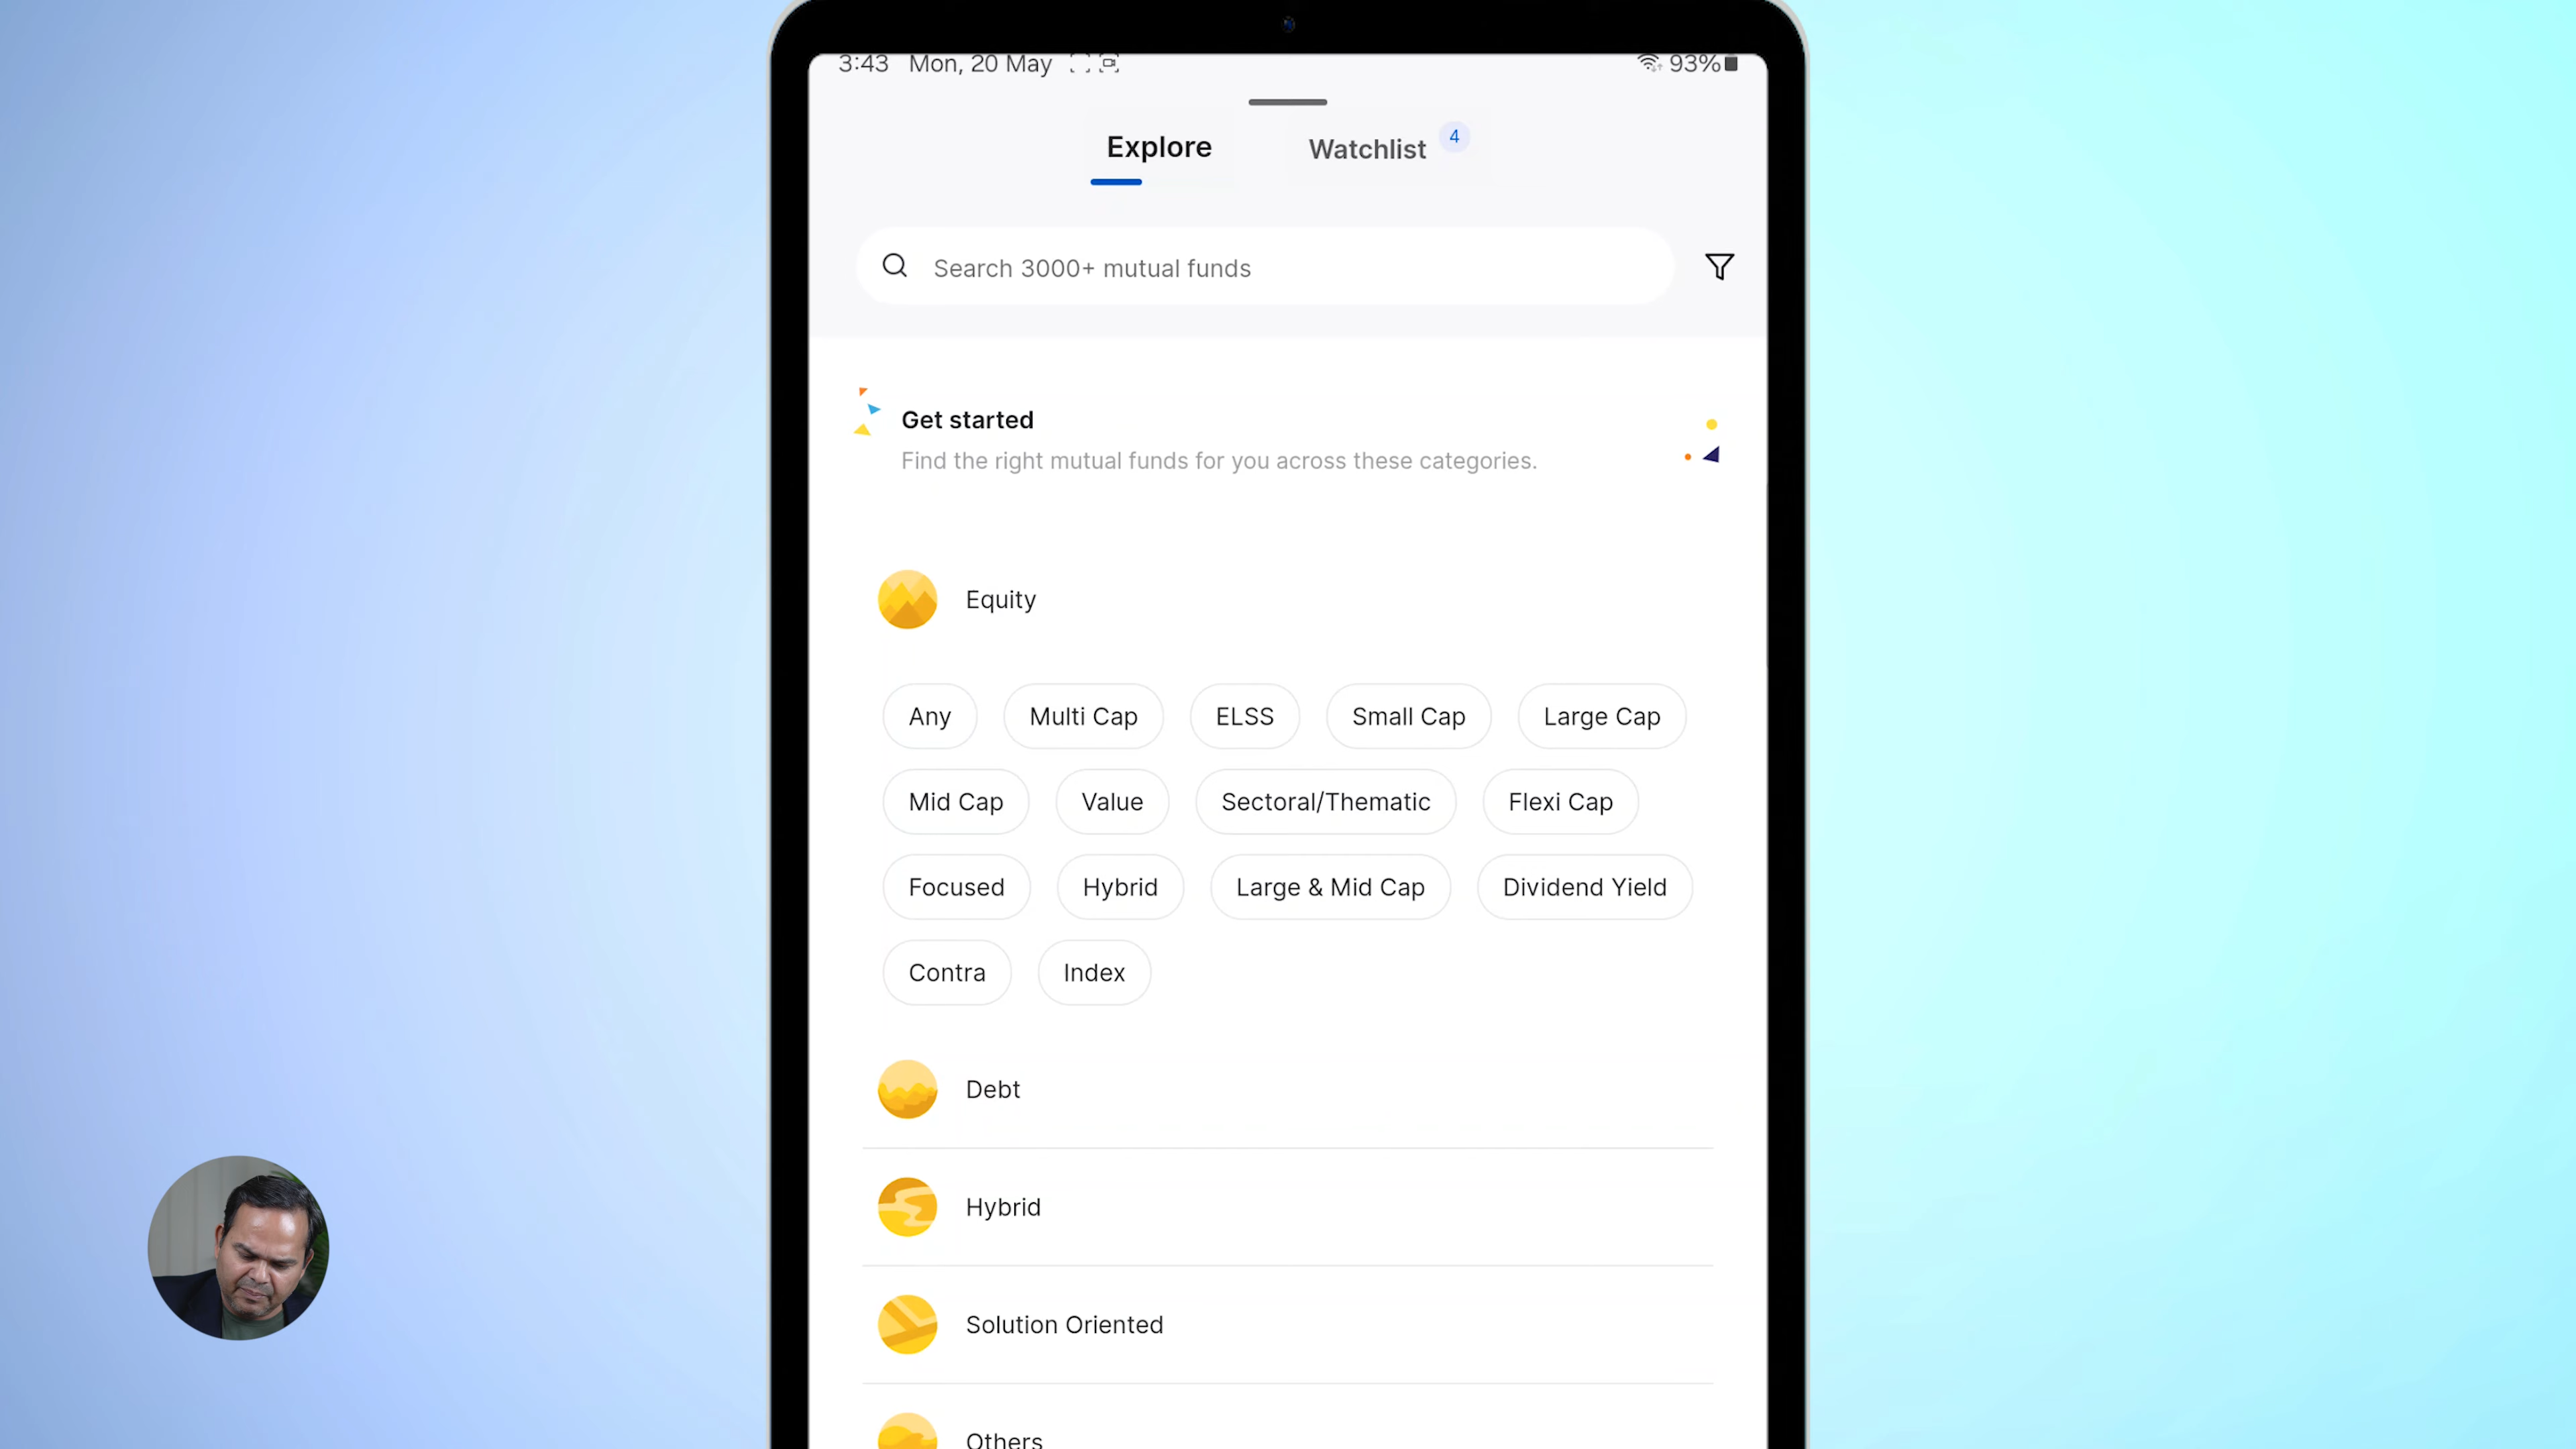 3:43 Mon, 20 May 93%
Explore Watchlist 4
Search 3000+ mutual funds
Get started
Find the right mutual funds for you across these categories.
Equity
Any Multi Cap ELSS Small Cap Large Cap
Mid Cap Value Sectoral/Thematic Flexi Cap
Focused Hybrid Large & Mid Cap Dividend Yield
Contra Index
Debt
Hybrid
Solution Oriented
Others